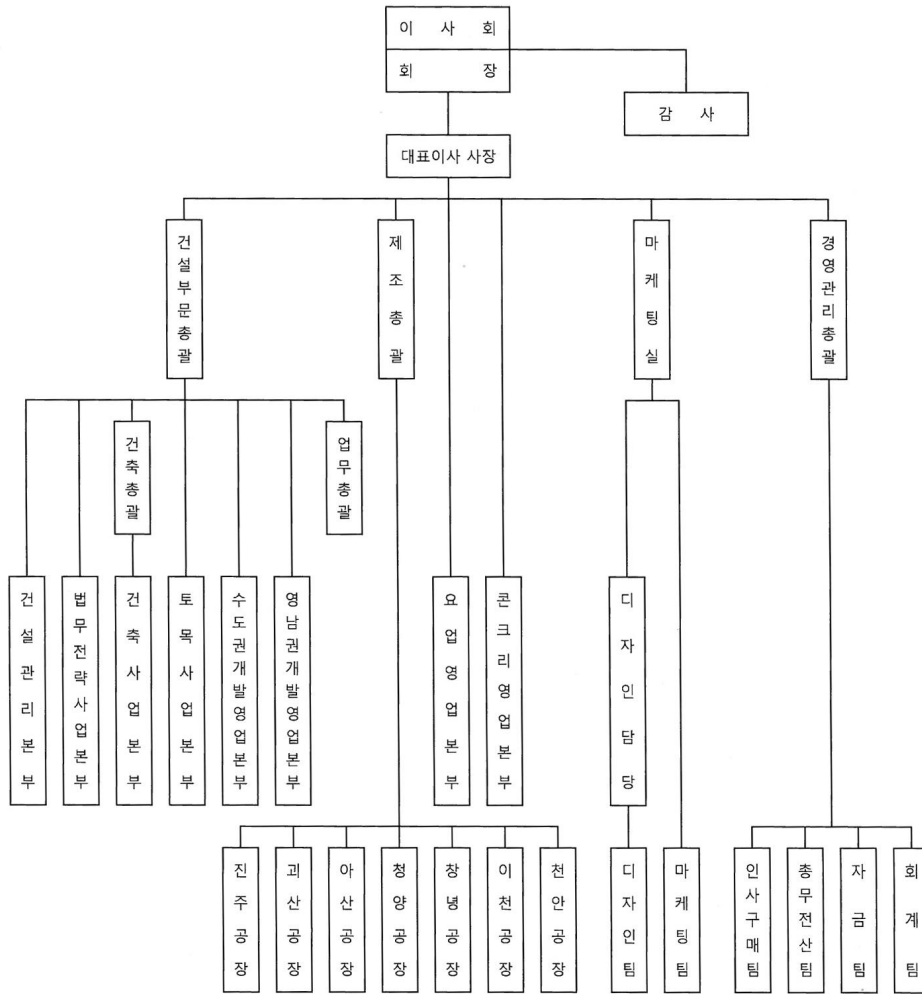 이 사 회
회 장
감 사
대표이사 사장
건설부문총괄
제조총괄
마케팅실
경영관리총괄
건축총괄
업무총괄
건설관리본부
법무전략사업본부
건축사업본부
토목사업본부
수도권개발영업본부
영남권개발영업본부
요업영업본부
콘크리영업본부
디자인담당
진주공장
괴산공장
아산공장
청양공장
창녕공장
이천공장
천안공장
디자인팀
마케팅팀
인사구매팀
총무전산팀
자금팀
회계팀